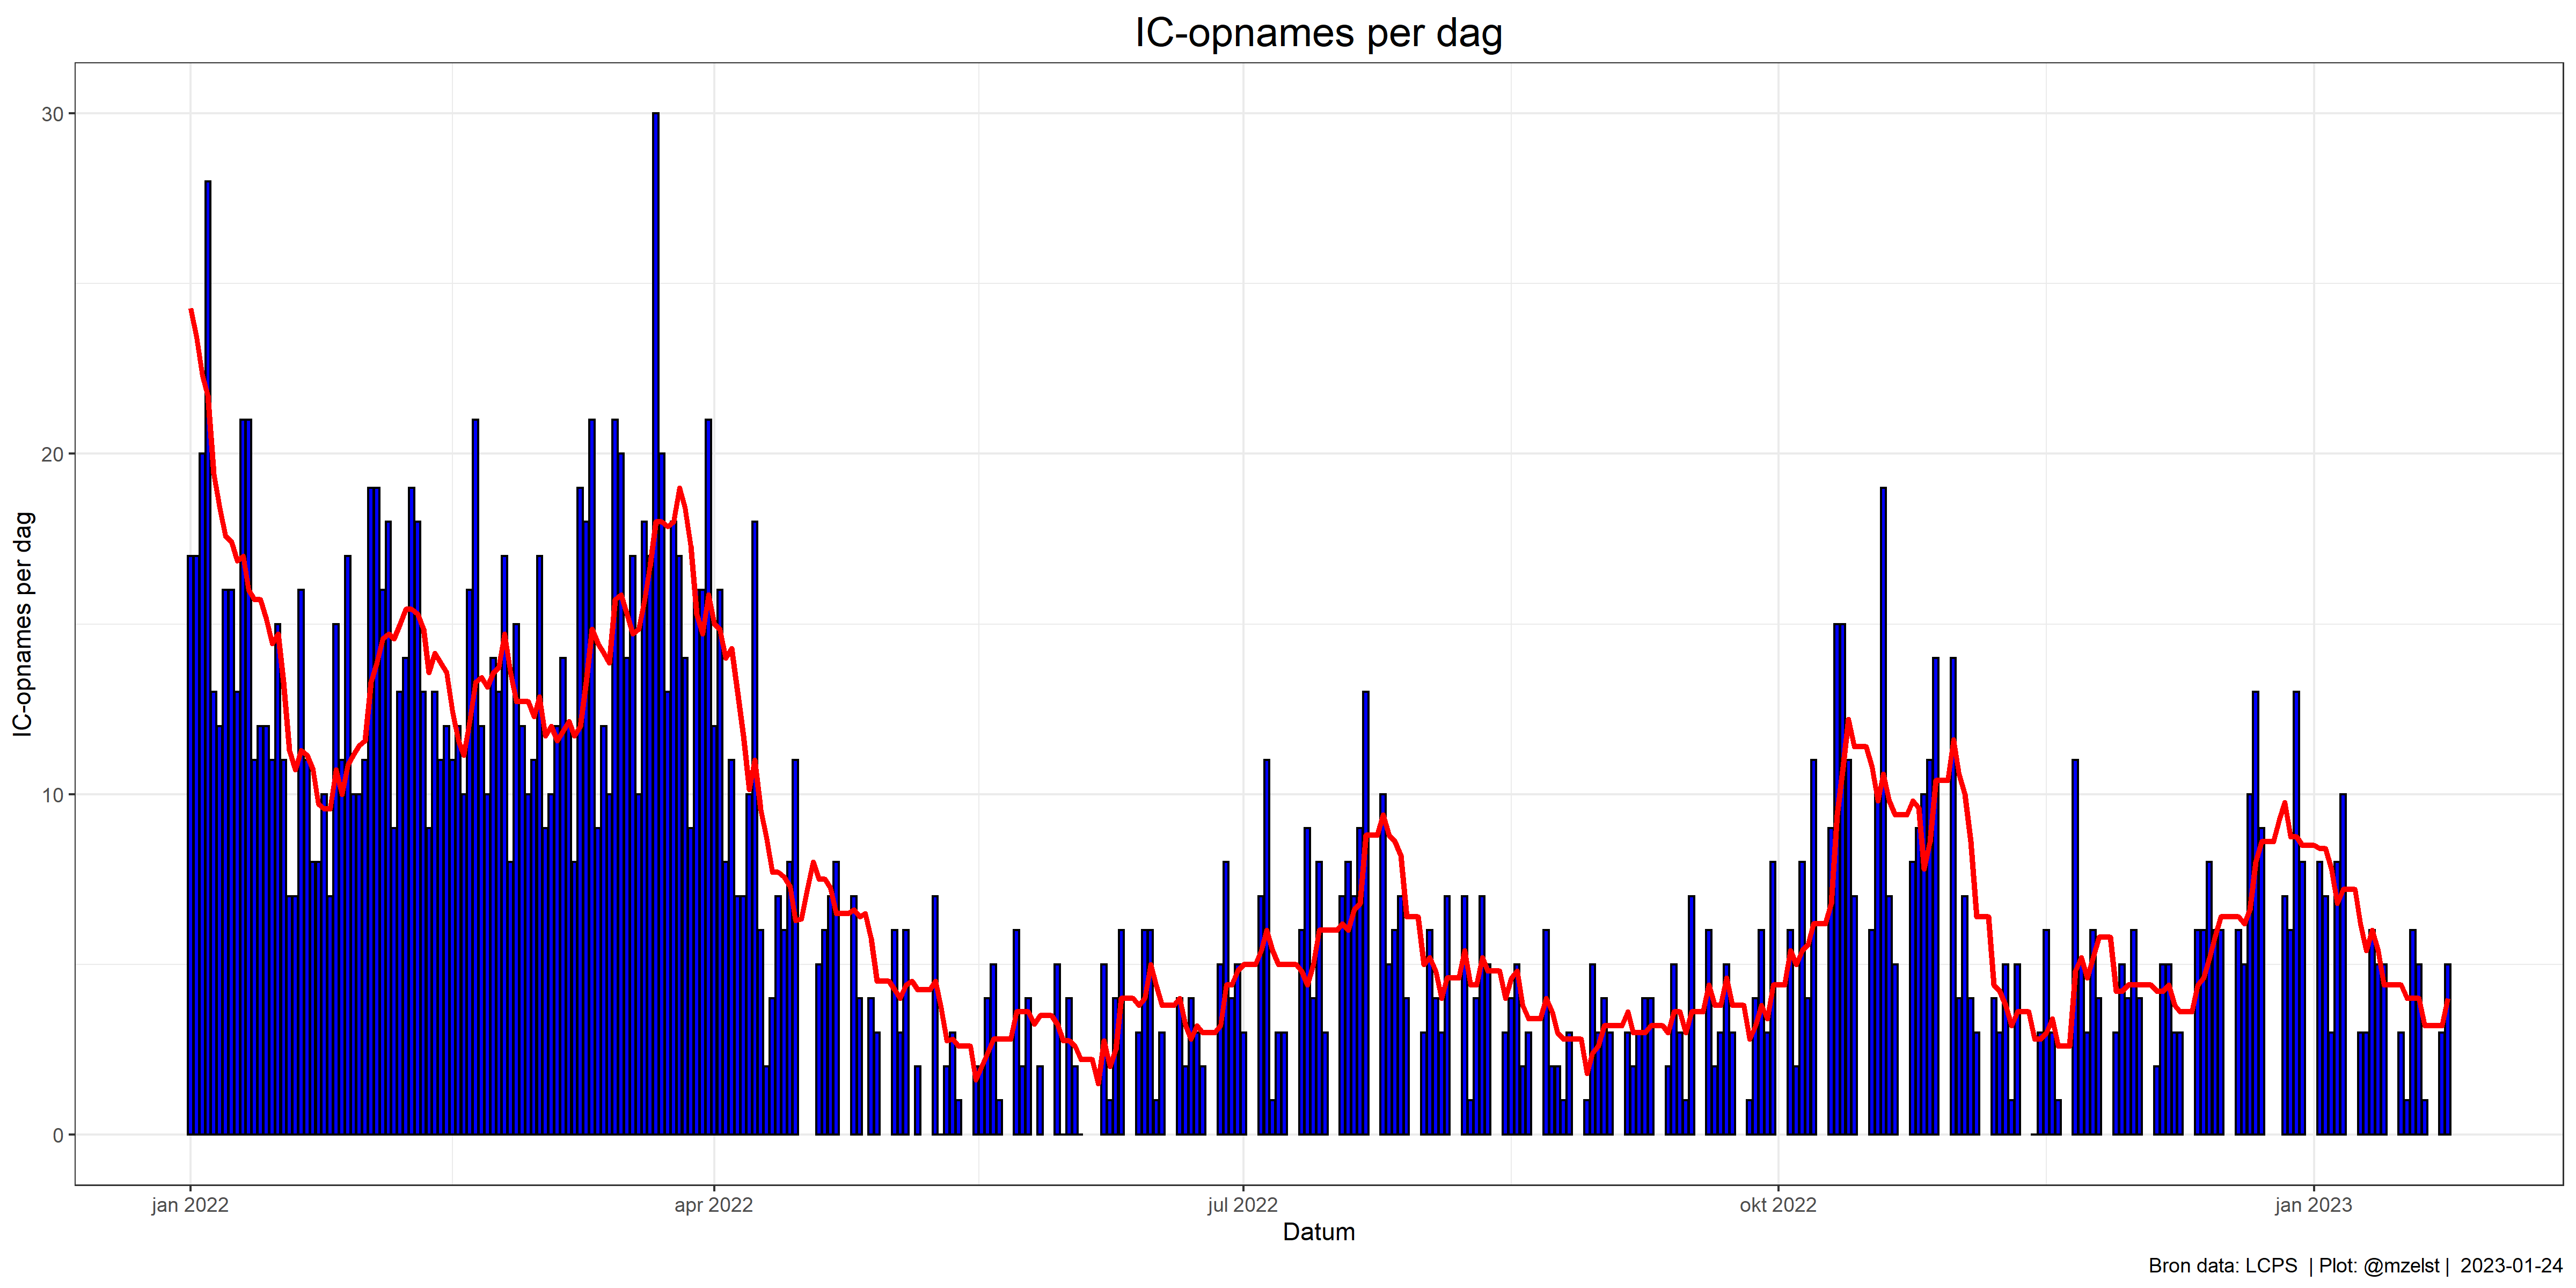 IC-opnames per dag
IC-opnames per dag
30
20
10
0
jan 2022
apr 2022
jul 2022
okt 2022
jan 2023
Datum
Bron data: LCPS | Plot: @mzelst | 2023-01-24